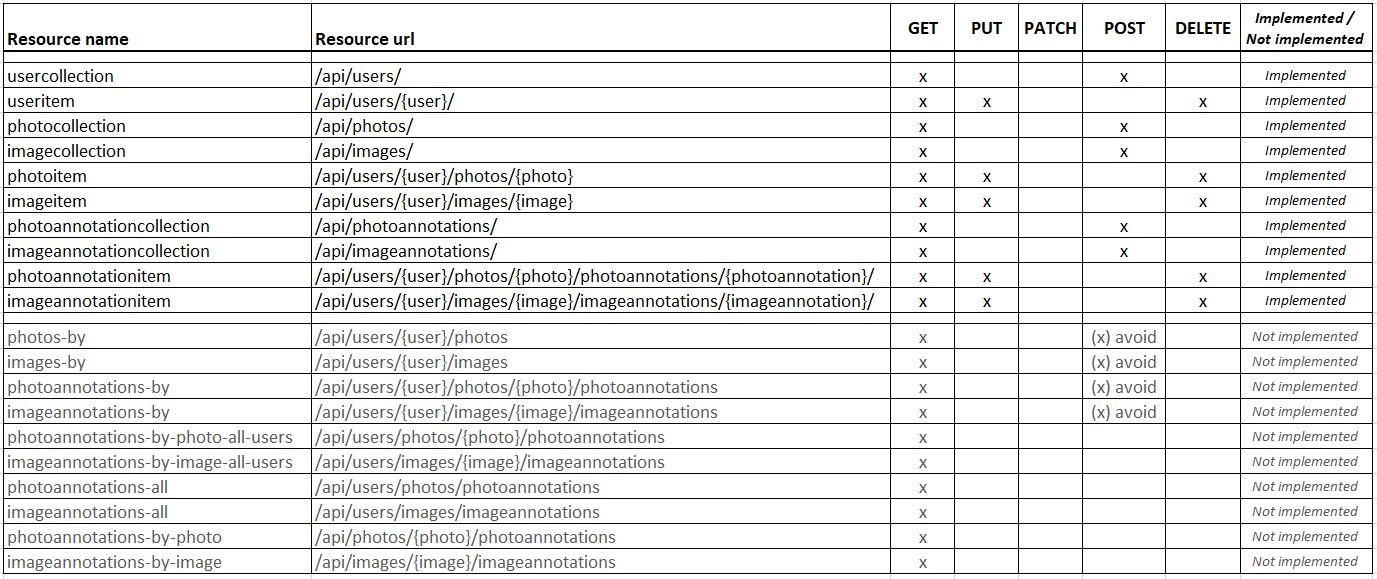 Resource name Resource url GET PUT PATCH POST DELETE Implemented /
Not implemented
usercollection /api/users/ x x Implemented
useritem /api/users/{user}/ x x x Implemented
photocollection /api/photos/ x x Implemented
imagecollection /api/images/ x x Implemented
photoitem /api/users/{user}/photos/{photo} x x x Implemented
imageitem /api/users/{user}/images/{image} x x x Implemented
photoannotationcollection /api/photoannotations/ x x Implemented
imageannotationcollection /api/imageannotations/ x x Implemented
photoannotationitem /api/users/{user}/photos/{photo}/photoannotations/{photoannotation}/ x x x Implemented
imageannotationitem /api/users/{user}/images/{image}/imageannotations/{imageannotation}/ x x x Implemented
photos-by /api/users/{user}/photos x (x) avoid Not implemented
images-by /api/users/{user}/images x (x) avoid Not implemented
photoannotations-by /api/users/{user}/photos/{photo}/photoannotations x (x) avoid Not implemented
imageannotations-by /api/users/{user}/images/{image}/imageannotations x (x) avoid Not implemented
photoannotations-by-photo-all-users /api/users/photos/{photo}/photoannotations x Not implemented
imageannotations-by-image-all-users /api/users/images/{image}/imageannotations x Not implemented
photoannotations-all /api/users/photos/photoannotations x Not implemented
imageannotations-all /api/users/images/imageannotations x Not implemented
photoannotations-by-photo /api/photos/{photo}/photoannotations x Not implemented
imageannotations-by-image /api/images/{image}/imageannotations x Not implemented